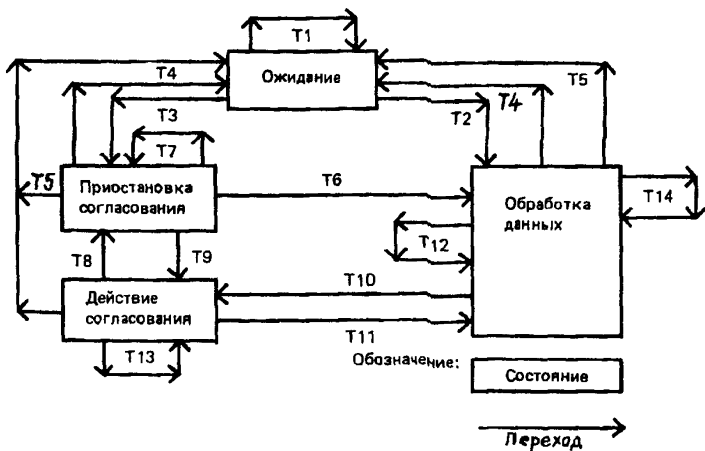 T1
T4
Ожидание
T5
T3
T2
T4
T7
T5
Приостановка
согласования
T6
Обработка
данных
T14
T12
T8
T9
T10
Действие
согласования
T11
T13
Обозначение:
Состояние
Переход